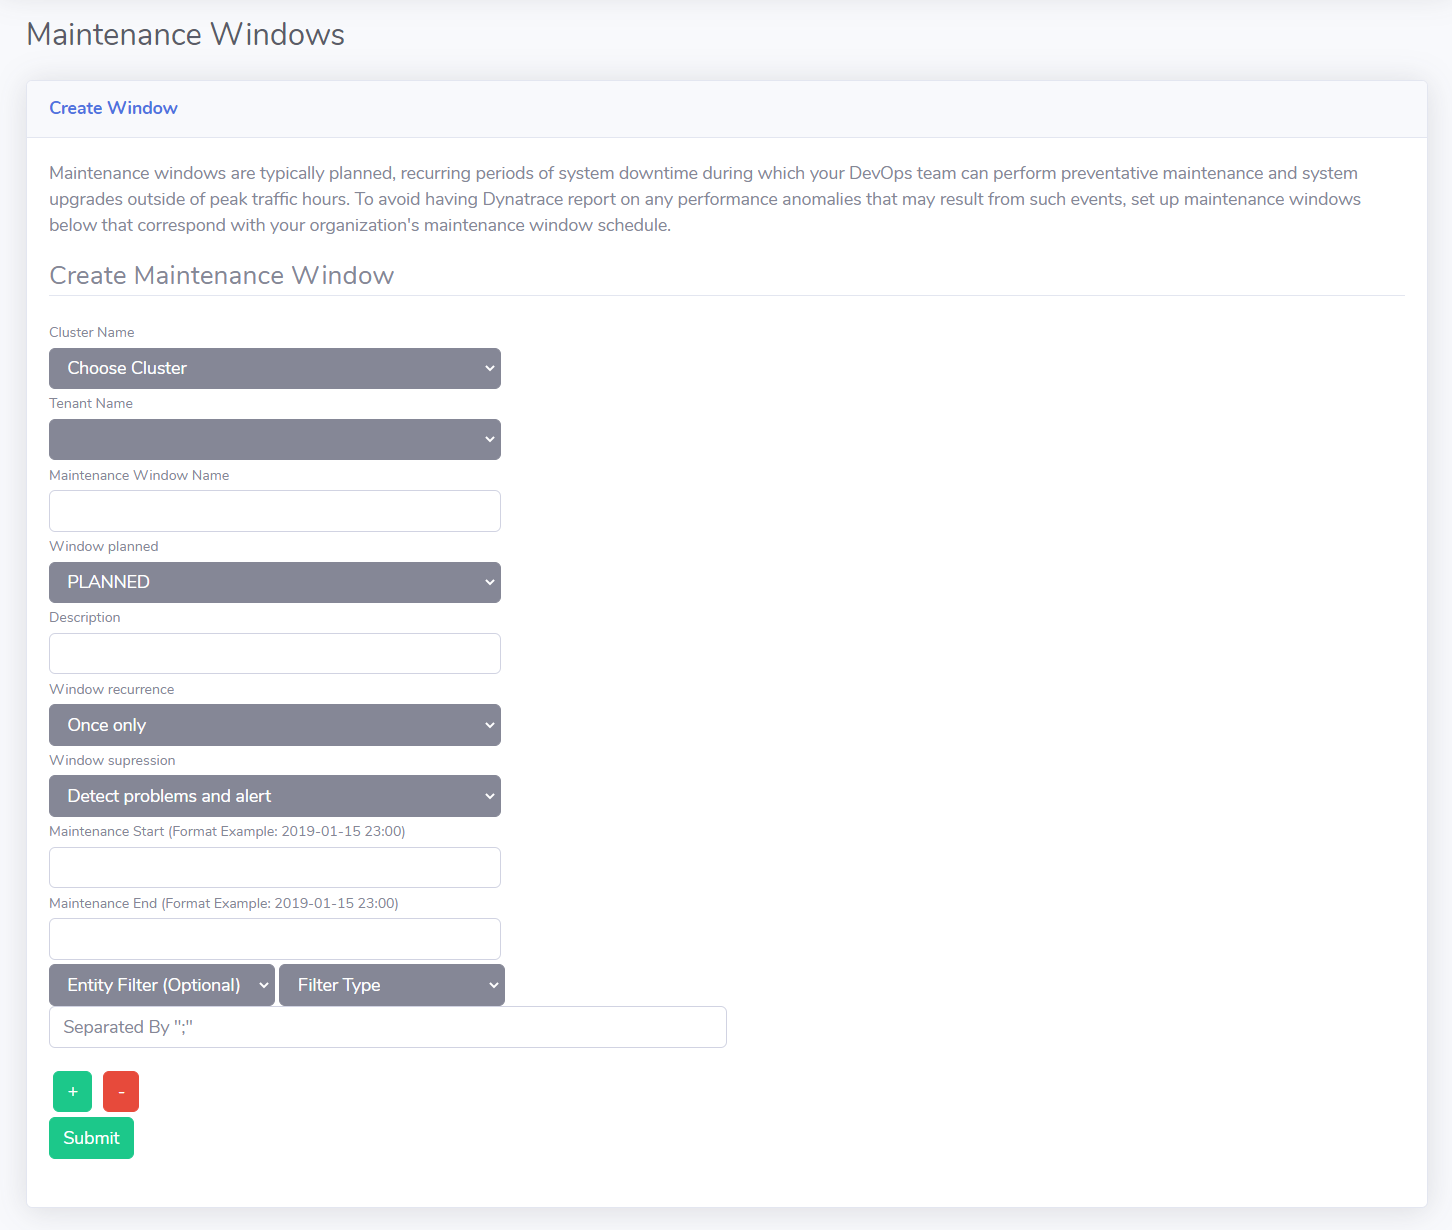 Maintenance Windows
Create Window
Maintenance windows are typically planned, recurring periods of system downtime during which your DevOps team can perform preventative maintenance and system
upgrades outside of peak traffic hours. To avoid having Dynatrace report on any performance anomalies that may result from such events, set up maintenance windows
below that correspond with your organization's maintenance window schedule.
Create Maintenance Window
Cluster Name
Choose Cluster
Tenant Name
Maintenance Window Name
Window planned
PLANNED
Description
Window recurrence
Once only
Window supression
Detect problems and alert
Maintenance Start (Format Example: 2019-01-15 23:00)
Maintenance End (Format Example: 2019-01-15 23:00)
Entity Filter (Optional) Filter Type
Separated By ";"
+ -
Submit